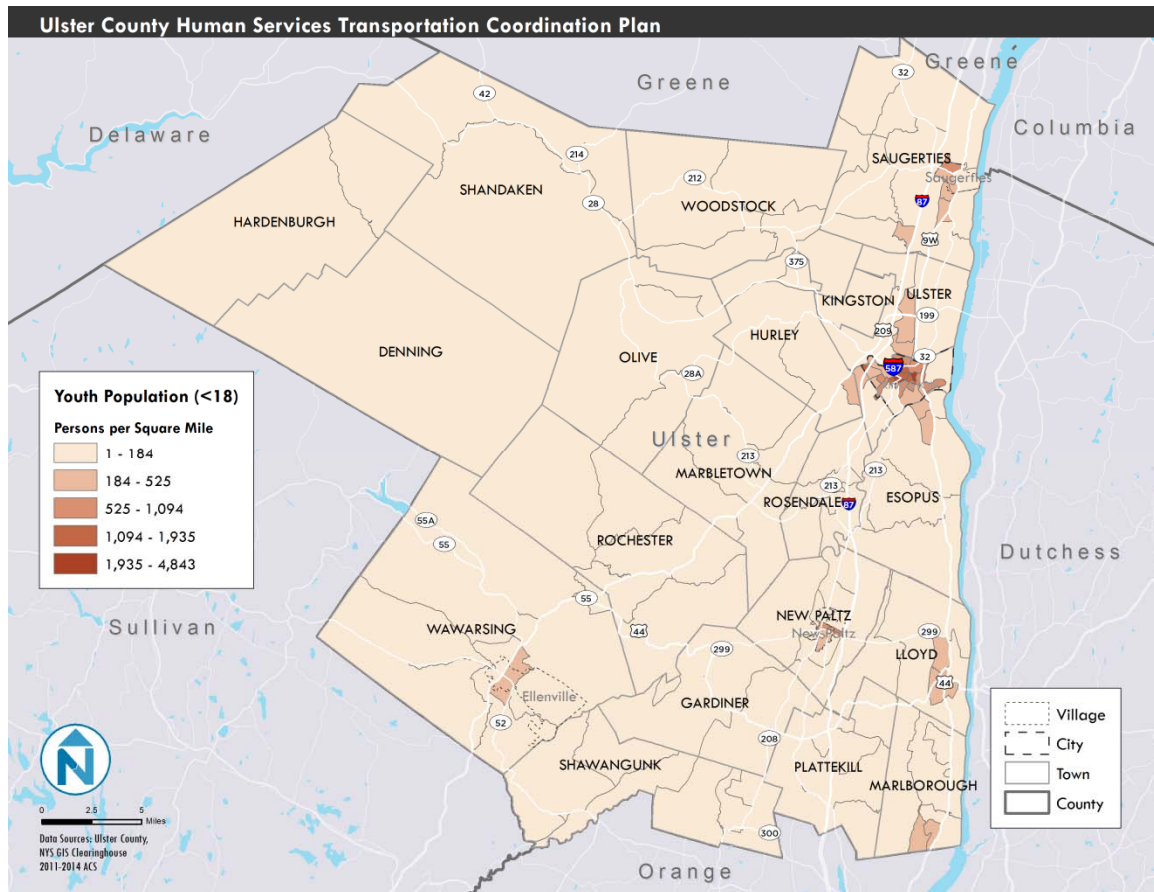 Ulster County Human Services Transportation Coordination Plan
Greene
Greene
32
42
Delaware
Columbia
214
SAUGERTIES
Saugerties
212
SHANDAKEN
28
87
WOODSTOCK
HARDENBURGH
9W
375
KINGSTON
ULSTER
209
199
HURLEY
DENNING
OLIVE
32
587
28A
Youth Population (<18)
Persons per Square Mile
1 - 184
184 - 525
525 - 1,094
1,094 - 1,935
1,935 - 4,843
Ulster
213
MARBLETOWN
213
213
ROSENDALE
87
ESOPUS
55A
55
ROCHESTER
Dutchess
Sullivan
WAWARSING
55
44
NEW PALTZ
New Paltz
299
299
LLOYD
44
Ellenville
GARDINER
52
208
SHAWANGUNK
PLATTEKILL
MARLBOROUGH
Village
City
Town
County
N
0 2.5 5
Miles
Data Sources: Ulster County,
NYS GIS Clearinghouse
2011-2014 ACS
300
Orange